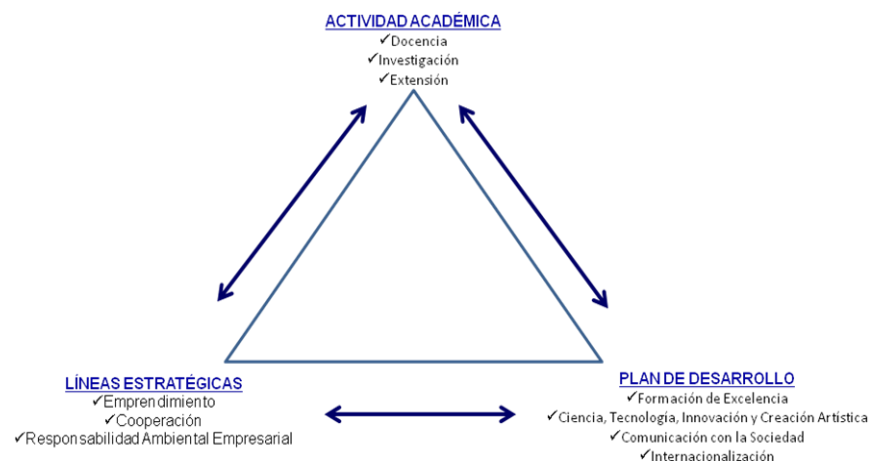 ACTIVIDAD ACADÉMICA
✓Docencia
✓Investigación
✓Extensión
LÍNEAS ESTRATÉGICAS
✓Emprendimiento
✓Cooperación
✓Responsabilidad Ambiental Empresarial
PLAN DE DESARROLLO
✓Formación de Excelencia
✓Ciencia, Tecnología, Innovación y Creación Artística
✓Comunicación con la Sociedad
✓Internacionalización